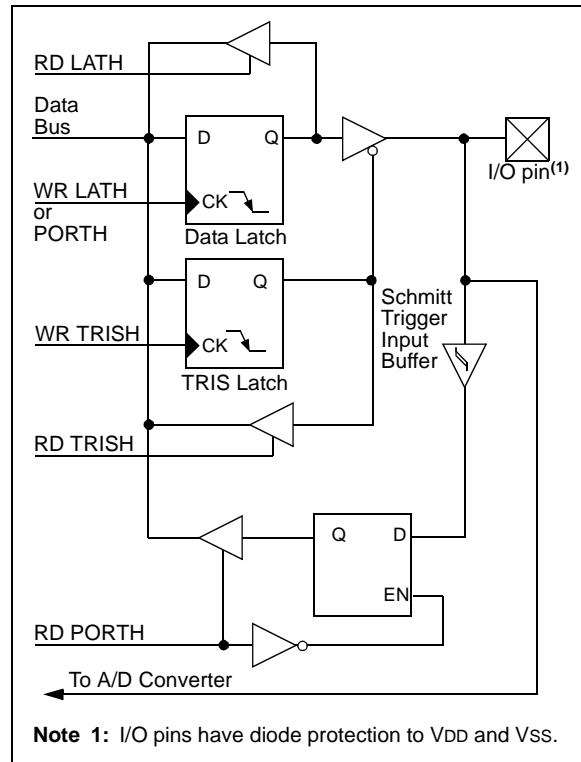 RD LATH
Data
Bus
D
Q
I/O pin(1)
WR LATH
or
PORTH
CK
Data Latch
D
Q
Schmitt
Trigger
Input
Buffer
WR TRISH
CK
TRIS Latch
RD TRISH
Q
D
EN
RD PORTH
To A/D Converter
Note 1: I/O pins have diode protection to VDD and VSS.